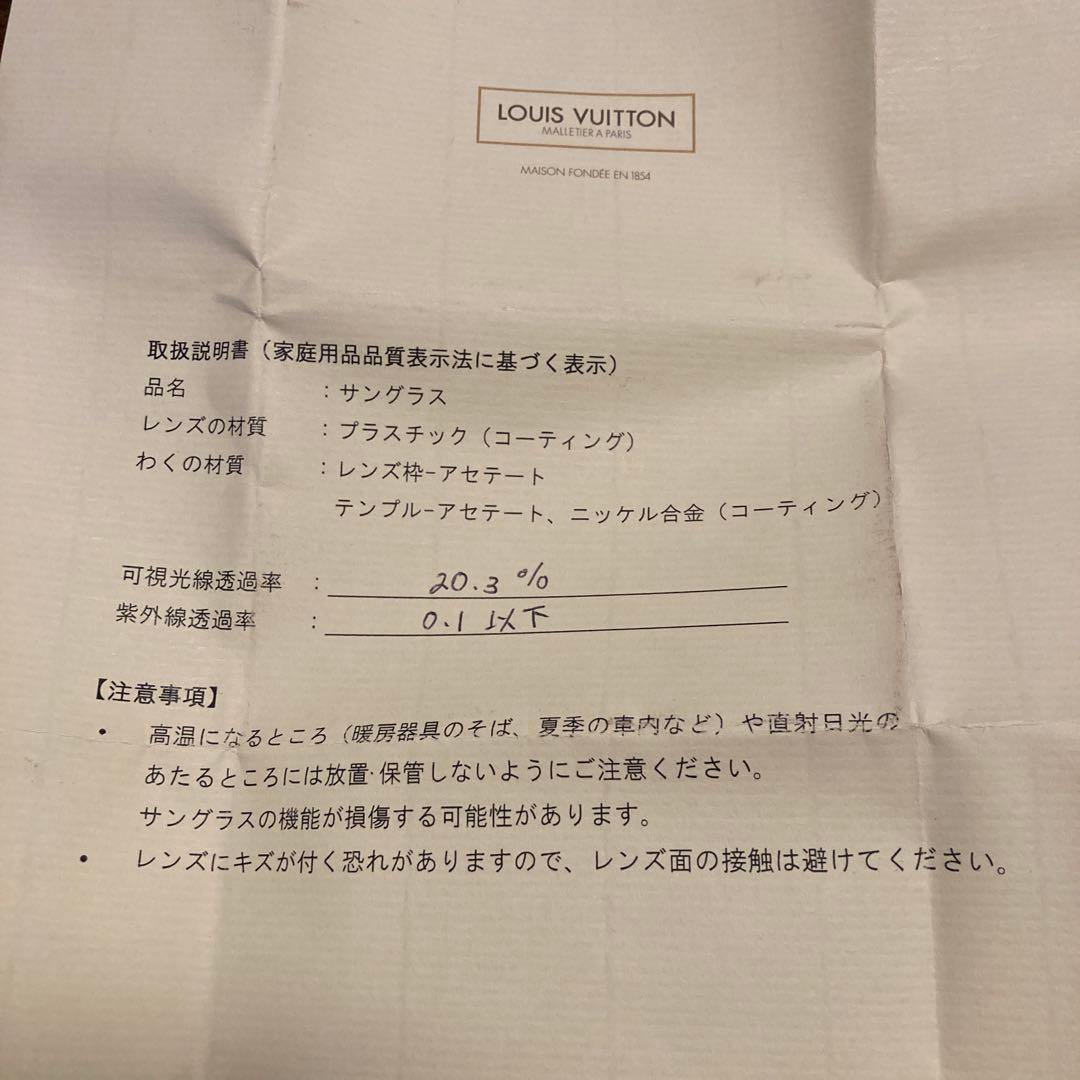 LOUIS VUITTON
MALLETIER A PARIS
MAISON FONDÉE EN 1854
取扱説明書（家庭用品品質表示法に基づく表示）
品名 ：サングラス
レンズの材質 ：プラスチック（コーティング）
わくの材質 ：レンズ枠-アセテート
テンプル-アセテート、ニッケル合金（コーティング）
可視光線透過率 ： 20.3 %
紫外線透過率 ： 0.1 以下
【注意事項】
• 高温になるところ（暖房器具のそば、夏季の車内など）や直射日光の
あたるところには放置・保管しないようにご注意ください。
サングラスの機能が損傷する可能性があります。
• レンズにキズが付く恐れがありますので、レンズ面の接触は避けてください。